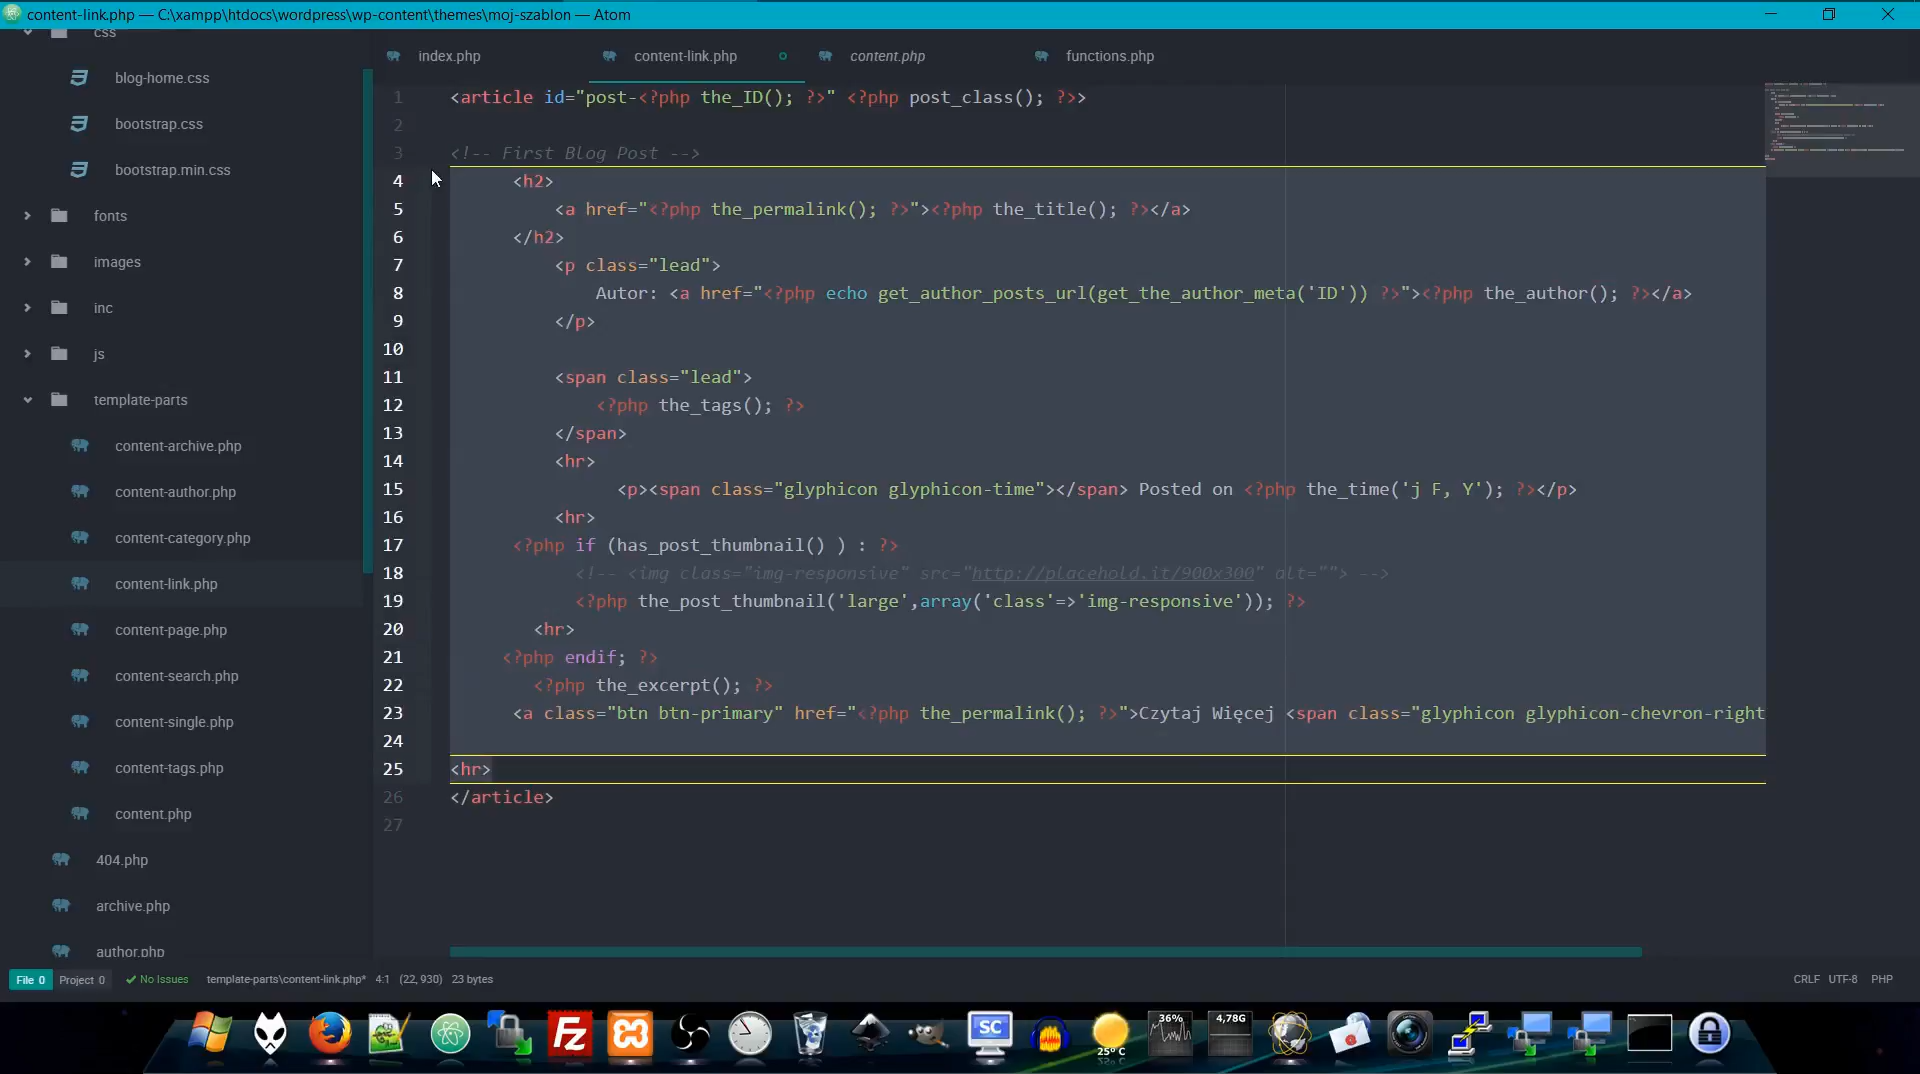 content-link.php — C:\xampp\htdocs\wordpress\wp-content\themes\moj-szablon — Atom
css
blog-home.css
bootstrap.css
bootstrap.min.css
fonts
images
inc
js
template-parts
content-archive.php
content-author.php
content-category.php
content-link.php
content-page.php
content-search.php
content-single.php
content-tags.php
content.php
404.php
archive.php
author.php
index.php
content-link.php
content.php
functions.php
1 <article id="post-<?php the_ID(); ?>" <?php post_class(); ?>>
2
3 <!-- First Blog Post -->
4 <h2>
5 <a href="<?php the_permalink(); ?>"><?php the_title(); ?></a>
6 </h2>
7 <p class="lead">
8 Autor: <a href="<?php echo get_author_posts_url(get_the_author_meta('ID')) ?>"><?php the_author(); ?></a>
9 </p>
10
11 <span class="lead">
12 <?php the_tags(); ?>
13 </span>
14 <hr>
15 <p><span class="glyphicon glyphicon-time"></span> Posted on <?php the_time('j F, Y'); ?></p>
16 <hr>
17 <?php if (has_post_thumbnail() ) : ?>
18 <!-- <img class="img-responsive" src="http://placehold.it/900x300" alt=""> -->
19 <?php the_post_thumbnail('large',array('class'=>'img-responsive')); ?>
20 <hr>
21 <?php endif; ?>
22 <?php the_excerpt(); ?>
23 <a class="btn btn-primary" href="<?php the_permalink(); ?>">Czytaj Więcej <span class="glyphicon glyphicon-chevron-right
24
25 <hr>
26 </article>
27
File 0 Project 0 No Issues template-parts\content-link.php* 4:1 (22, 930) 23 bytes CRLF UTF-8 PHP
Fz
SC
25° C
36%
4,78G